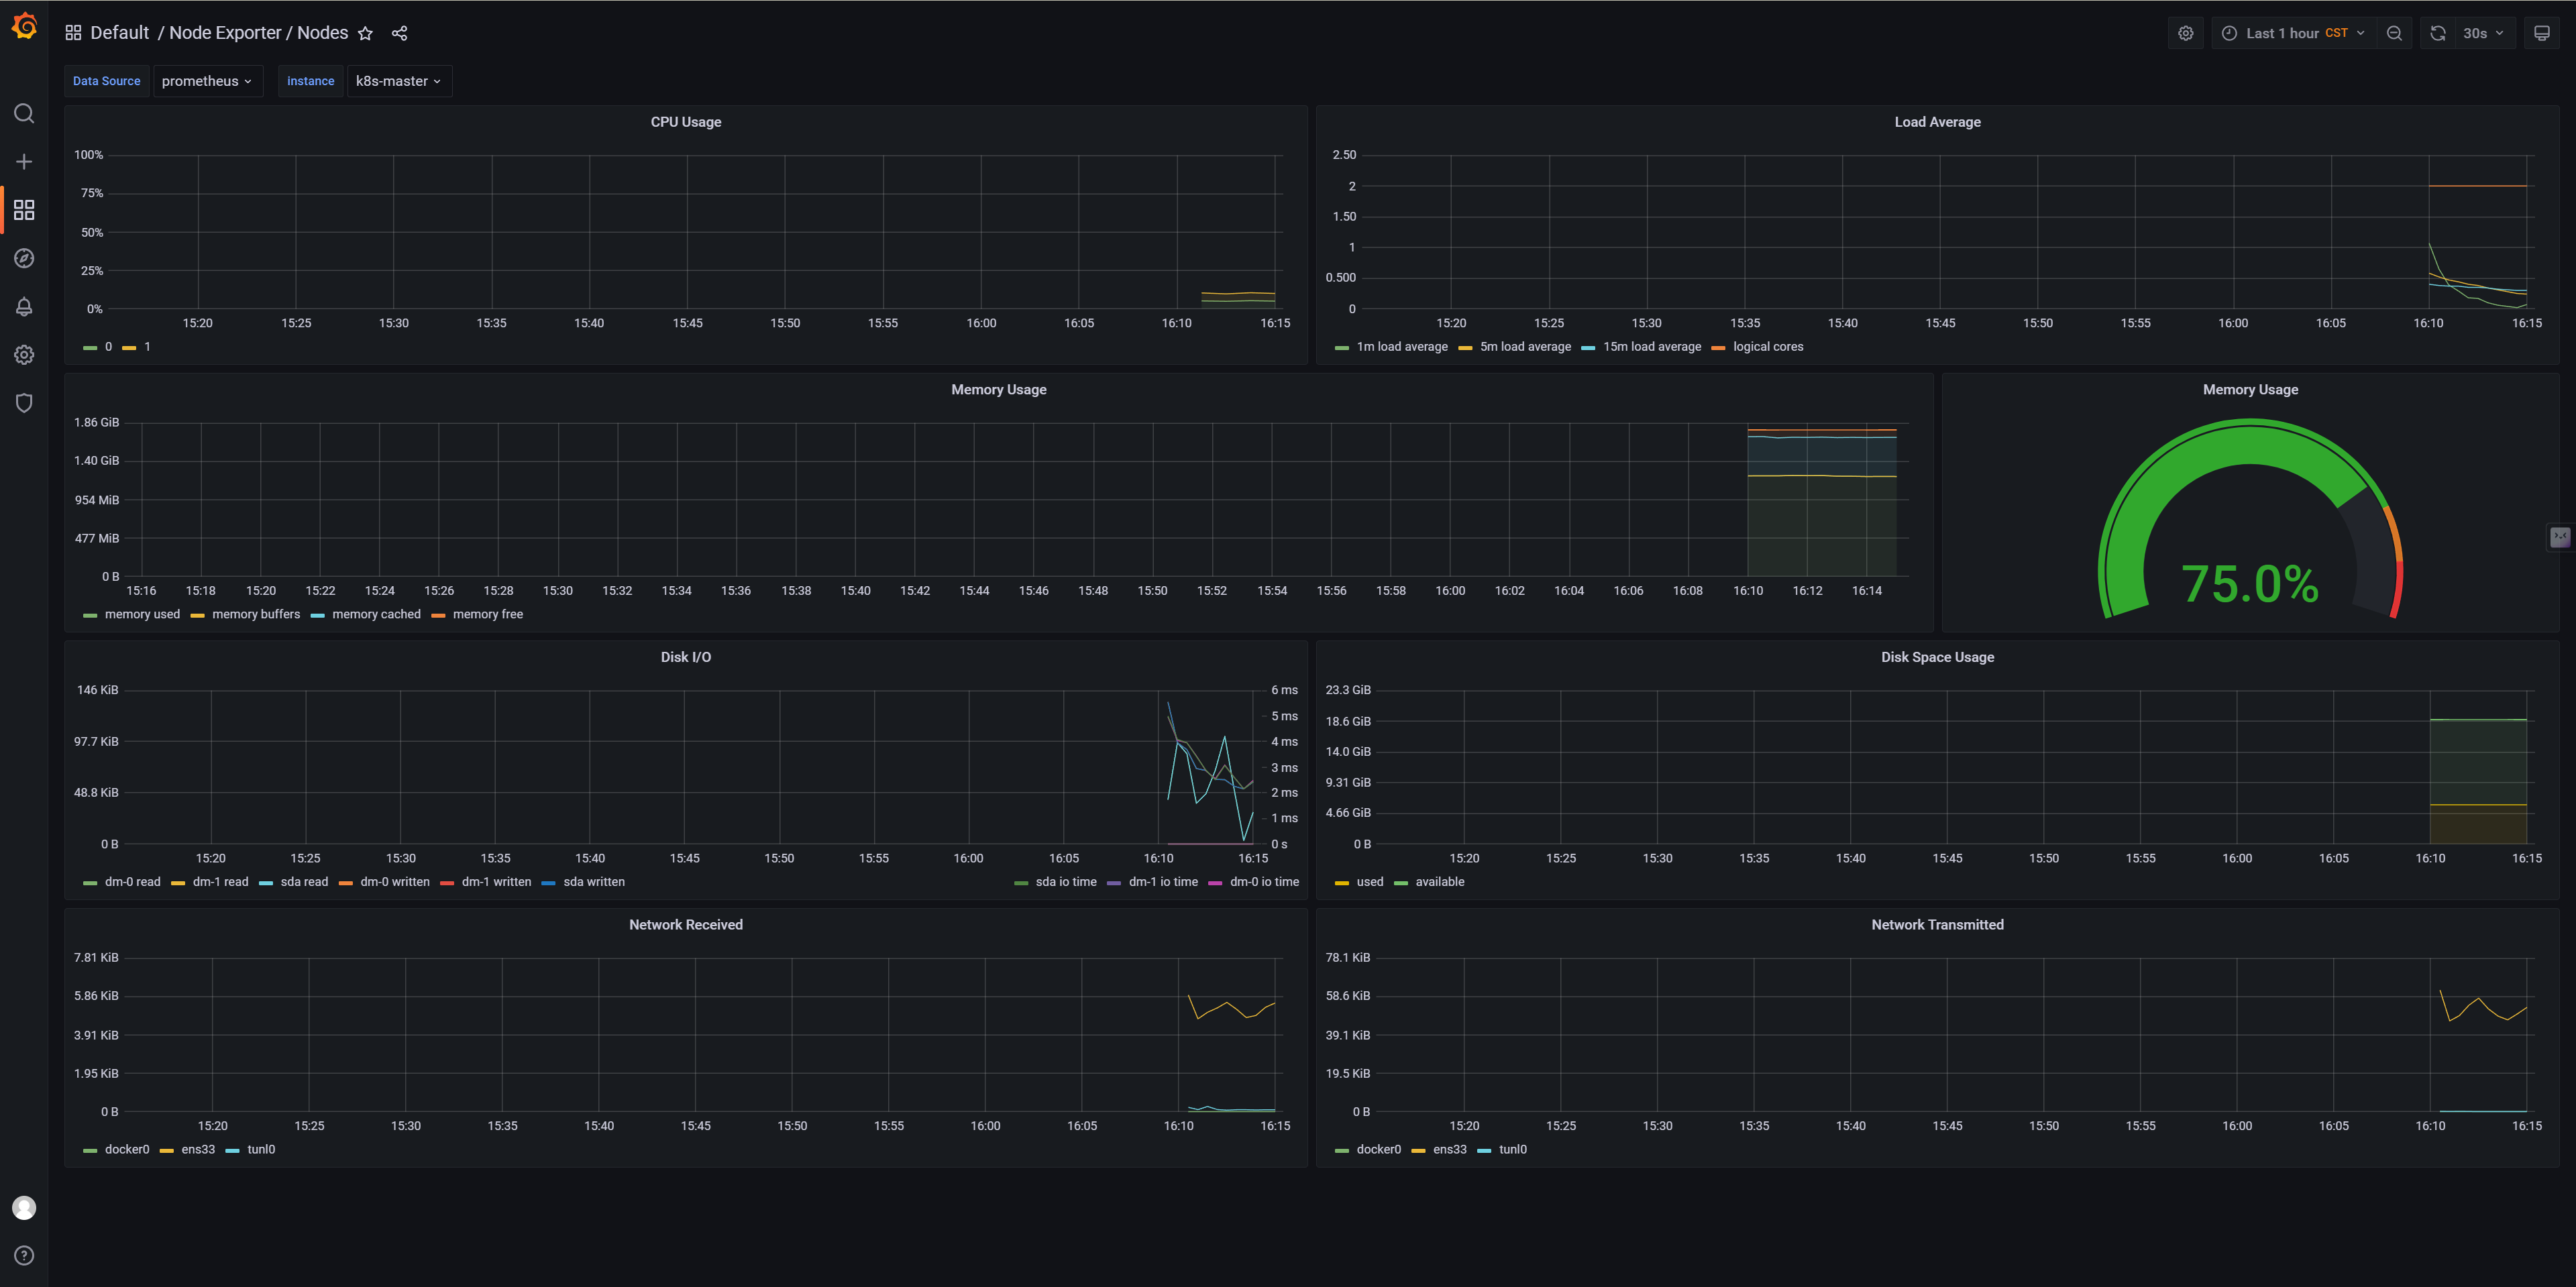 Default / Node Exporter / Nodes
Last 1 hour CST
30s
Data Source prometheus instance k8s-master
CPU Usage
100%
75%
50%
25%
0%
15:20 15:25 15:30 15:35 15:40 15:45 15:50 15:55 16:00 16:05 16:10 16:15
0 1
Load Average
2.50
2
1.50
1
0.500
0
15:20 15:25 15:30 15:35 15:40 15:45 15:50 15:55 16:00 16:05 16:10 16:15
1m load average 5m load average 15m load average logical cores
Memory Usage
1.86 GiB
1.40 GiB
954 MiB
477 MiB
0 B
15:16 15:18 15:20 15:22 15:24 15:26 15:28 15:30 15:32 15:34 15:36 15:38 15:40 15:42 15:44 15:46 15:48 15:50 15:52 15:54 15:56 15:58 16:00 16:02 16:04 16:06 16:08 16:10 16:12 16:14
memory used memory buffers memory cached memory free
Memory Usage
75.0%
Disk I/O
146 KiB
97.7 KiB
48.8 KiB
0 B
6 ms
5 ms
4 ms
3 ms
2 ms
1 ms
0 s
15:20 15:25 15:30 15:35 15:40 15:45 15:50 15:55 16:00 16:05 16:10 16:15
dm-0 read dm-1 read sda read dm-0 written dm-1 written sda written sda io time dm-1 io time dm-0 io time
Disk Space Usage
23.3 GiB
18.6 GiB
14.0 GiB
9.31 GiB
4.66 GiB
0 B
15:20 15:25 15:30 15:35 15:40 15:45 15:50 15:55 16:00 16:05 16:10 16:15
used available
Network Received
7.81 KiB
5.86 KiB
3.91 KiB
1.95 KiB
0 B
15:20 15:25 15:30 15:35 15:40 15:45 15:50 15:55 16:00 16:05 16:10 16:15
docker0 ens33 tunl0
Network Transmitted
78.1 KiB
58.6 KiB
39.1 KiB
19.5 KiB
0 B
15:20 15:25 15:30 15:35 15:40 15:45 15:50 15:55 16:00 16:05 16:10 16:15
docker0 ens33 tunl0